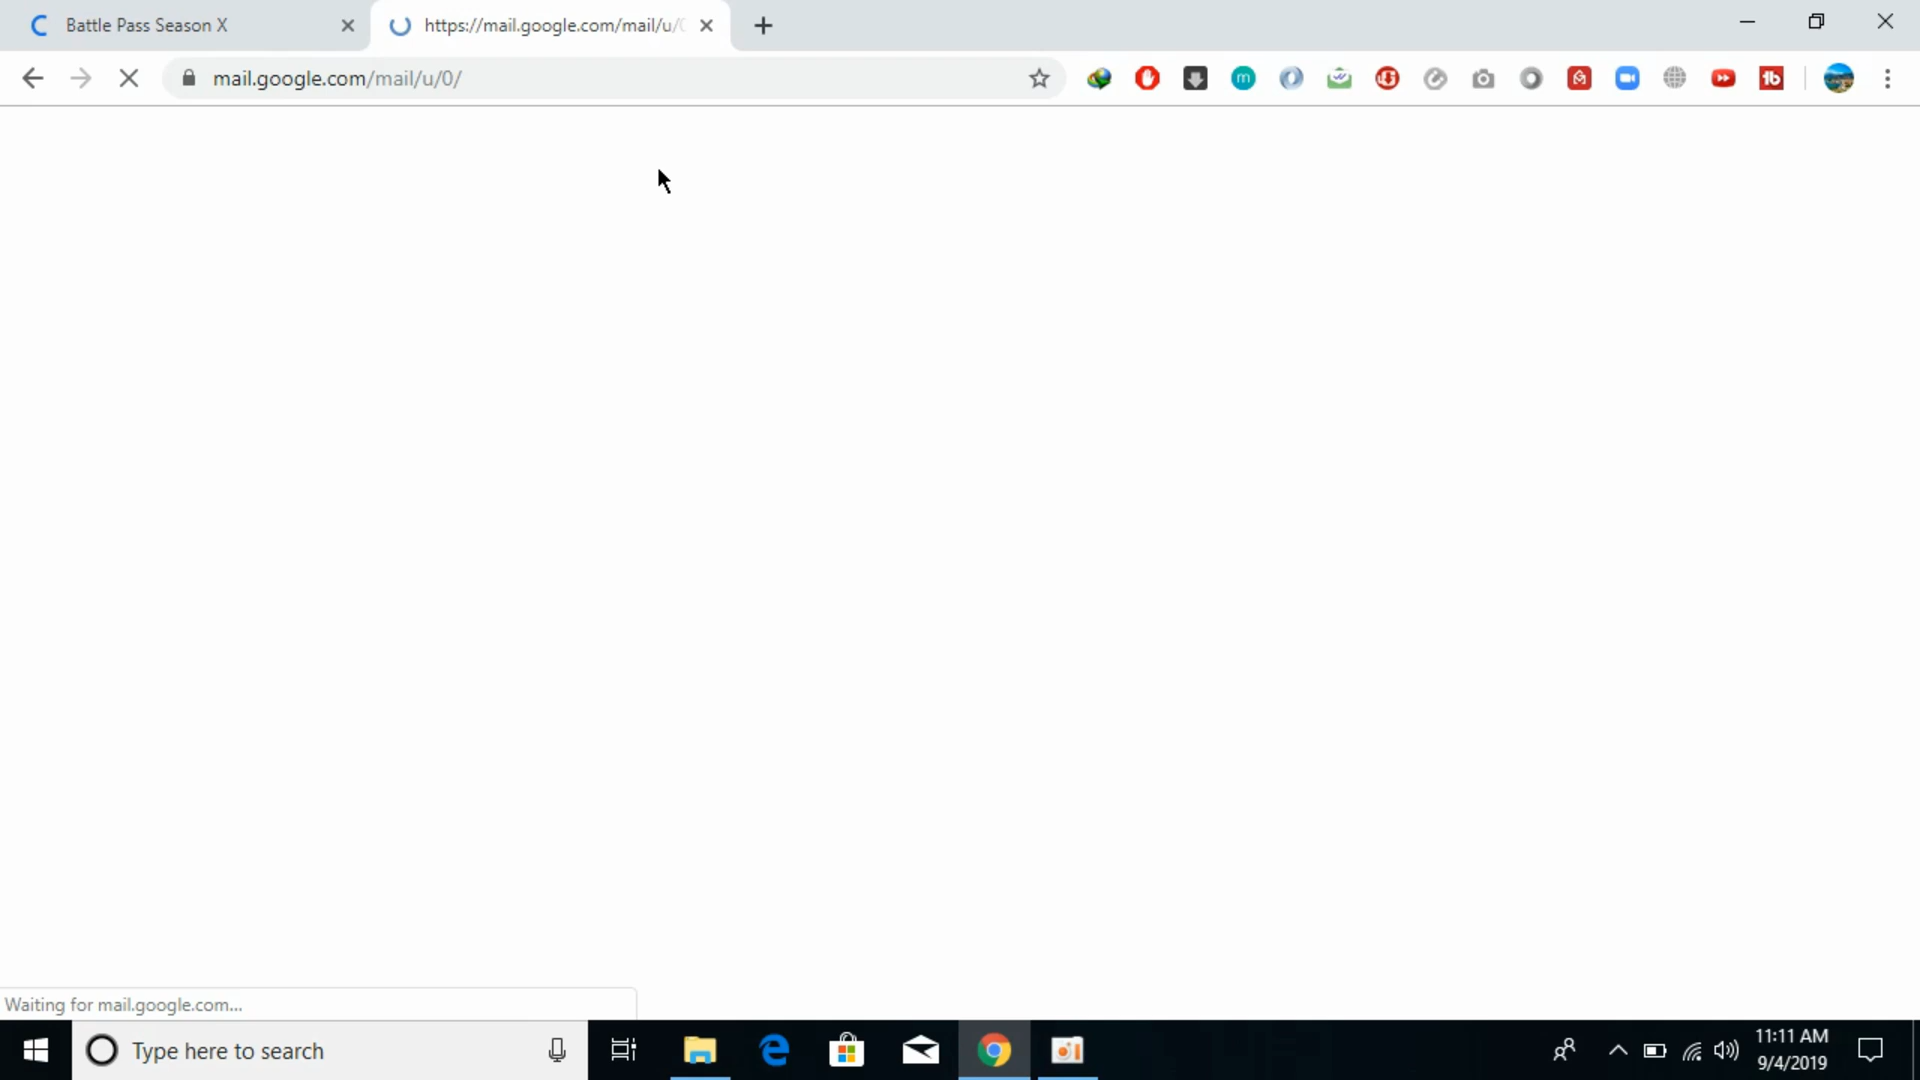 Battle Pass Season X
https://mail.google.com/mail/u/
mail.google.com/mail/u/0/
m
Waiting for mail.google.com...
Type here to search
11:11 AM
9/4/2019